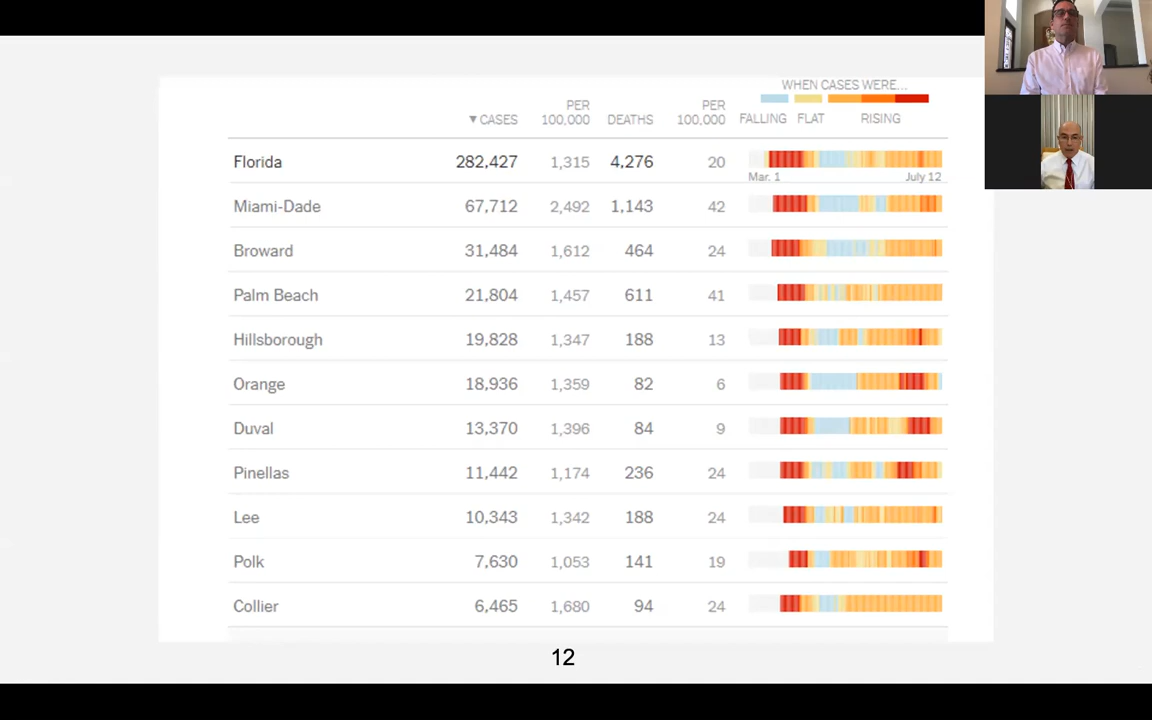 WHEN CASES WERE...
▼ CASES PER 100,000 DEATHS PER 100,000 FALLING FLAT RISING
Florida 282,427 1,315 4,276 20
Mar. 1 July 12
Miami-Dade 67,712 2,492 1,143 42
Broward 31,484 1,612 464 24
Palm Beach 21,804 1,457 611 41
Hillsborough 19,828 1,347 188 13
Orange 18,936 1,359 82 6
Duval 13,370 1,396 84 9
Pinellas 11,442 1,174 236 24
Lee 10,343 1,342 188 24
Polk 7,630 1,053 141 19
Collier 6,465 1,680 94 24
12